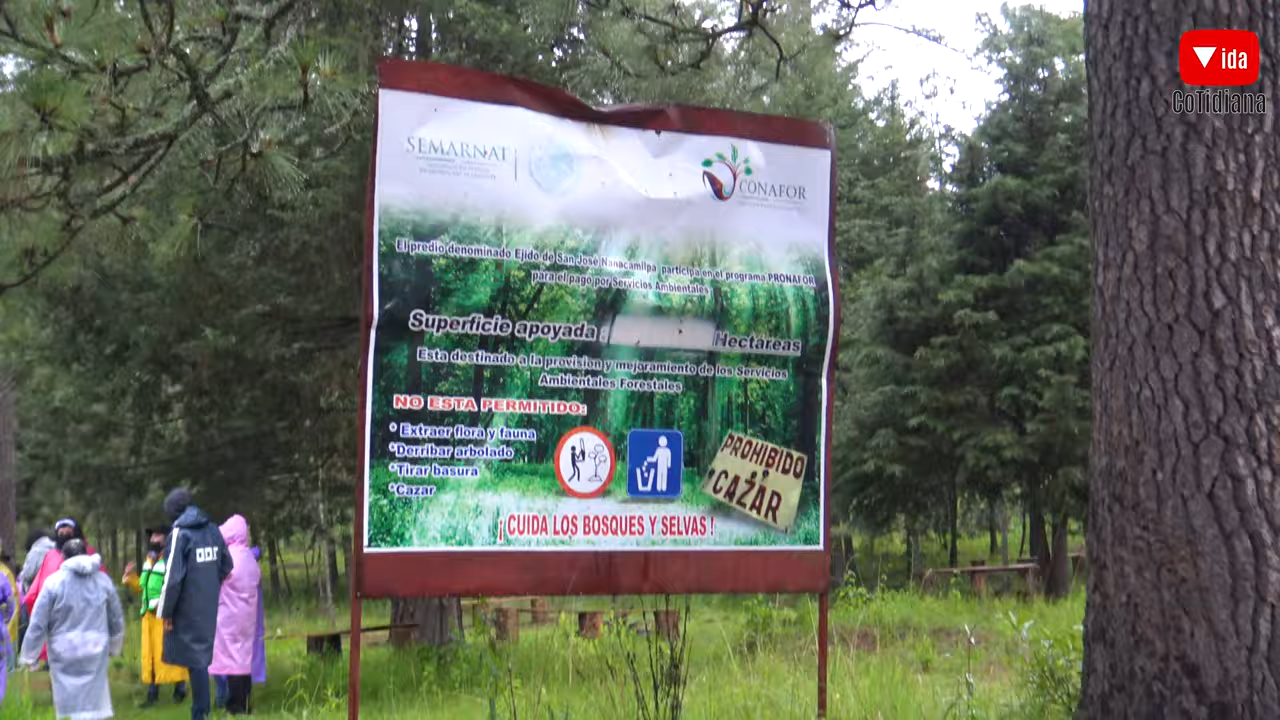 ida
CoTidiana
SEMARNAT
CONAFOR
El predio denominado Ejido de San José Nanacamilpa participa en el programa PRONAFOR
para el pago por Servicios Ambientales
Superficie apoyada : Hectáreas
Esta destinado a la provision y mejoramiento de los Servicios
Ambientales Forestales
NO ESTA PERMITIDO:
* Extraer flora y fauna
*Derribar arbolado
*Tirar basura
*Cazar
PROHIBIDO
CAZAR
¡ CUIDA LOS BOSQUES Y SELVAS !